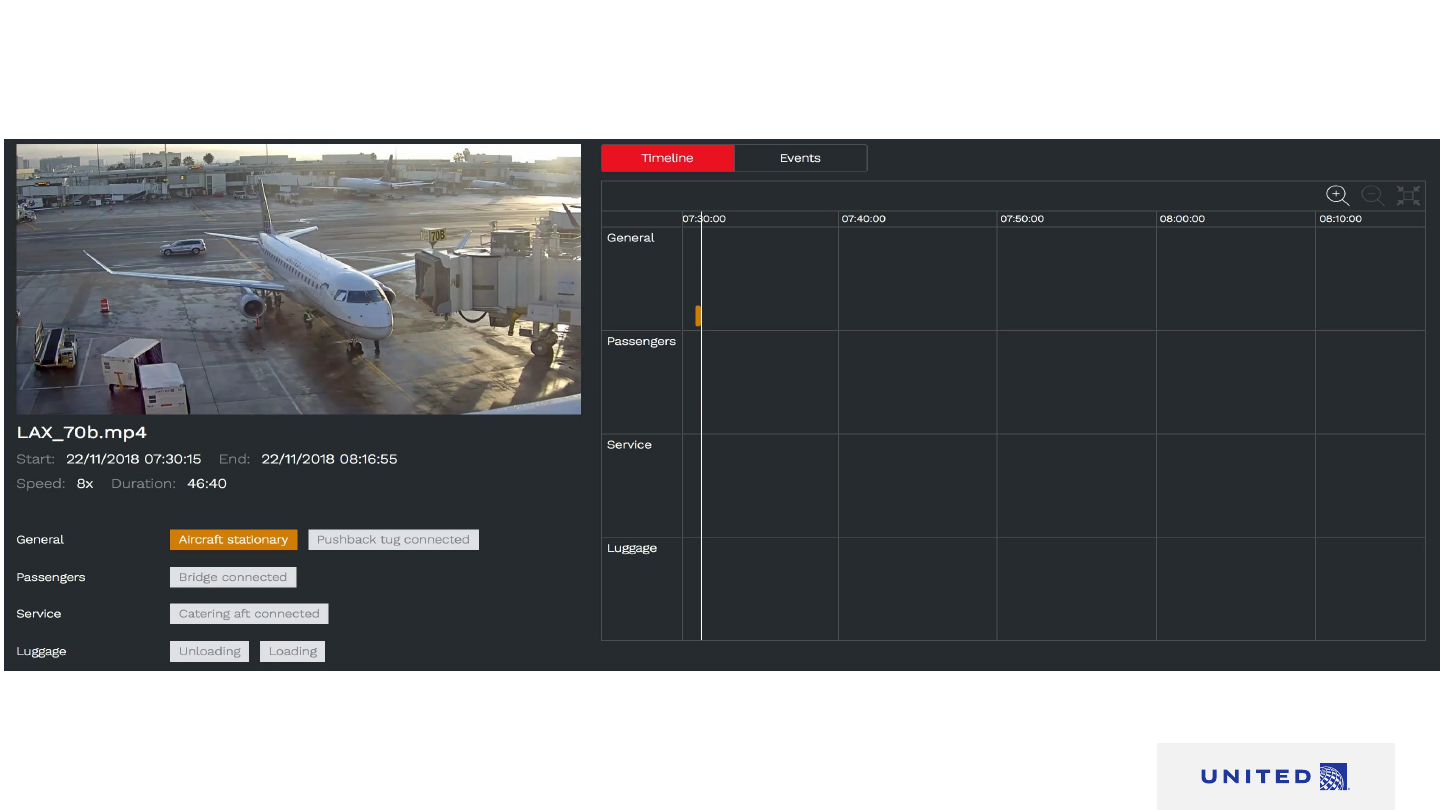 70B
LAX_70b.mp4
Start: 22/11/2018 07:30:15 End: 22/11/2018 08:16:55
Speed: 8x Duration: 46:40
General Aircraft stationary Pushback tug connected
Passengers Bridge connected
Service Catering aft connected
Luggage Unloading Loading
Timeline Events
07:30:00 07:40:00 07:50:00 08:00:00 08:10:00
General
Passengers
Service
Luggage
UNITED